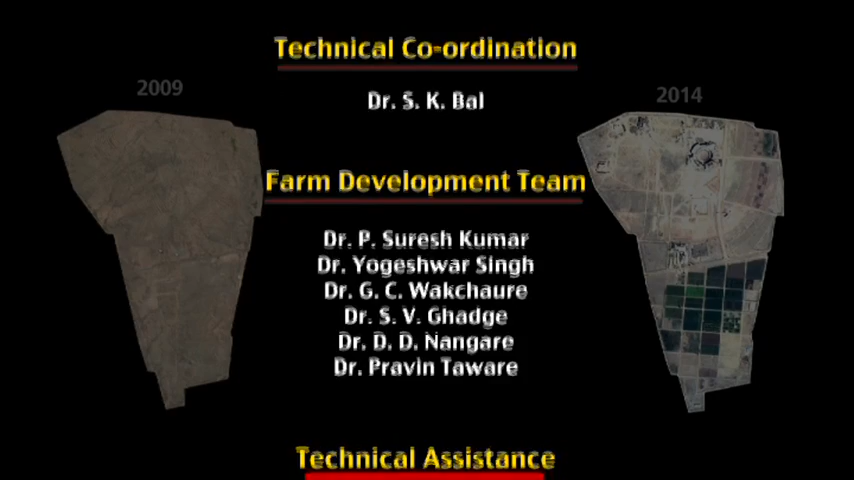 Technical Co-ordination
2009
Dr. S. K. Bal
2014
Farm Development Team
Dr. P. Suresh Kumar
Dr. Yogeshwar Singh
Dr. G. C. Wakchaure
Dr. S. V. Ghadge
Dr. D. D. Nangare
Dr. Pravin Taware
Technical Assistance